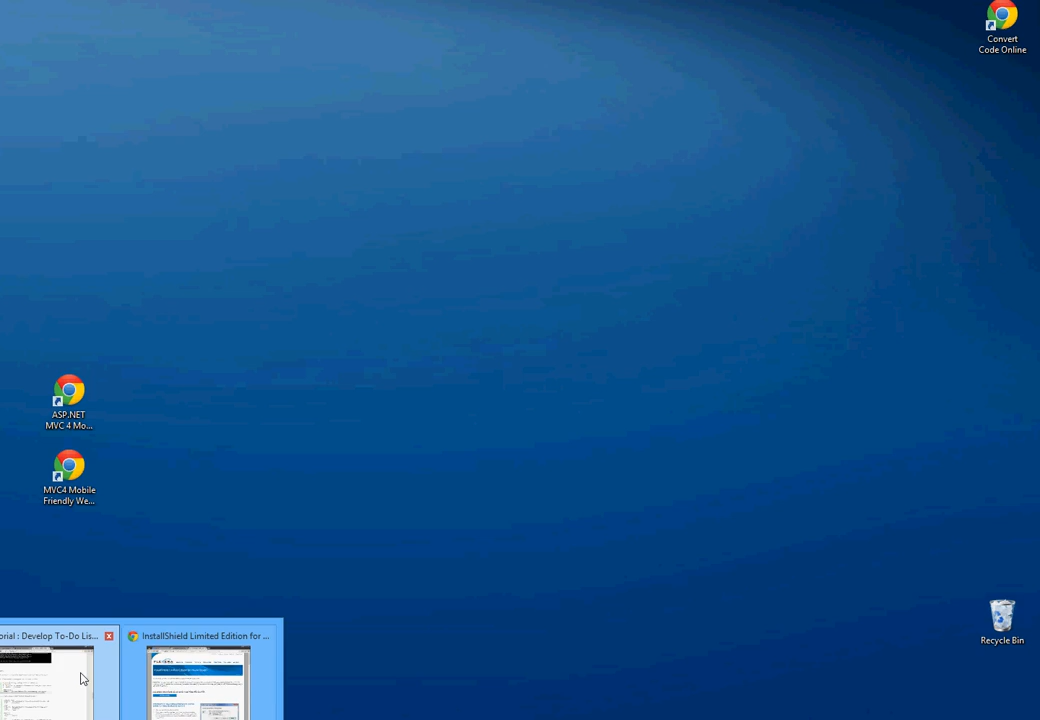 Convert
Code Online
ASP.NET
MVC 4 Mo...
MVC4 Mobile
Friendly We...
Recycle Bin
orial : Develop To-Do Lis...
InstallShield Limited Edition for ...